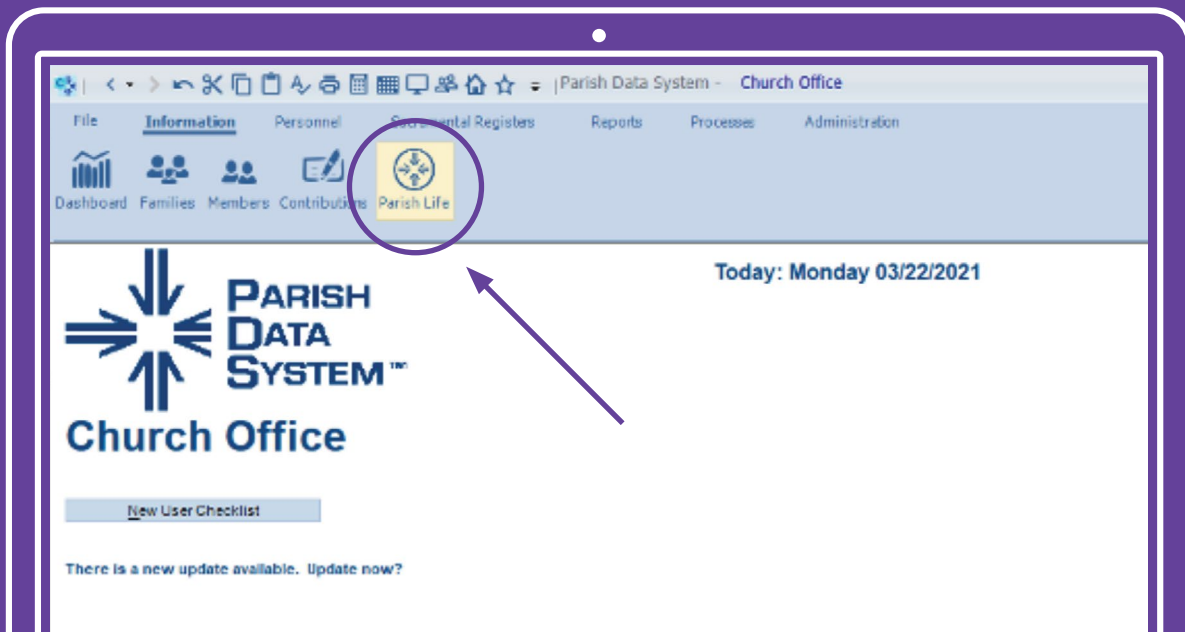 Parish Data System - Church Office
File Information Personnel Sacramental Registers Reports Processes Administration
Dashboard Families Members Contributions Parish Life
Today: Monday 03/22/2021
PARISH
DATA
SYSTEM™
Church Office
New User Checklist
There is a new update available. Update now?